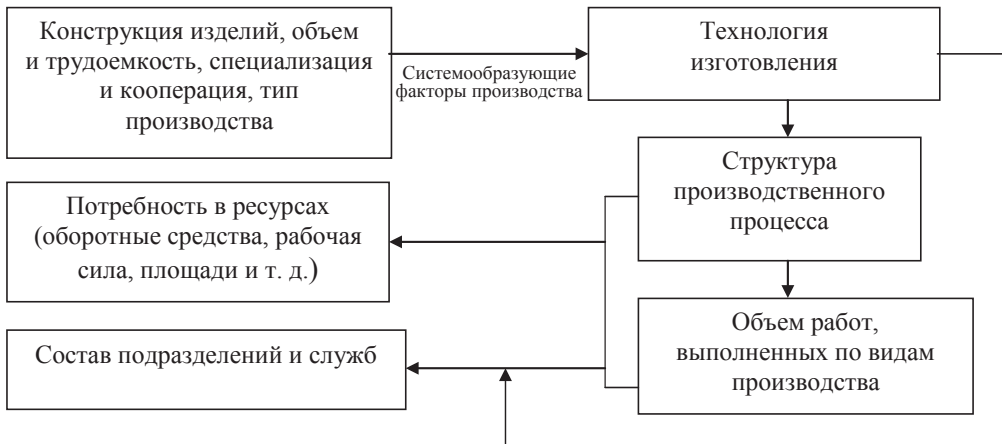 Конструкция изделий, объем
и трудоемкость, специализация
и кооперация, тип
производства
Системообразующие
факторы производства
Технология
изготовления
Структура
производственного
процесса
Потребность в ресурсах
(оборотные средства, рабочая
сила, площади и т. д.)
Объем работ,
выполненных по видам
производства
Состав подразделений и служб